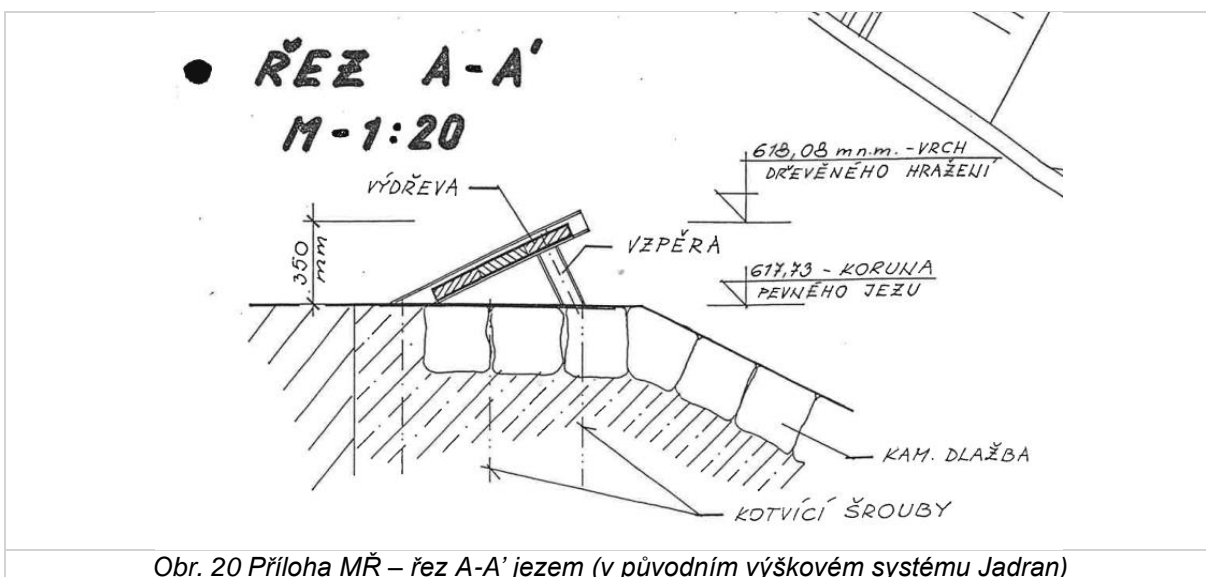 • ŘEZ A-A'
M-1:20
618,08 m n.m. - VRCH
DŘEVĚNÉHO HRAŽENÍ
VÝDŘEVA
VZPĚRA
350
mm
617,73 - KORUNA
PEVNÉHO JEZU
KAM. DLAŽBA
KOTVÍCÍ ŠROUBY
Obr. 20 Příloha MŘ – řez A-A' jezem (v původním výškovém systému Jadran)